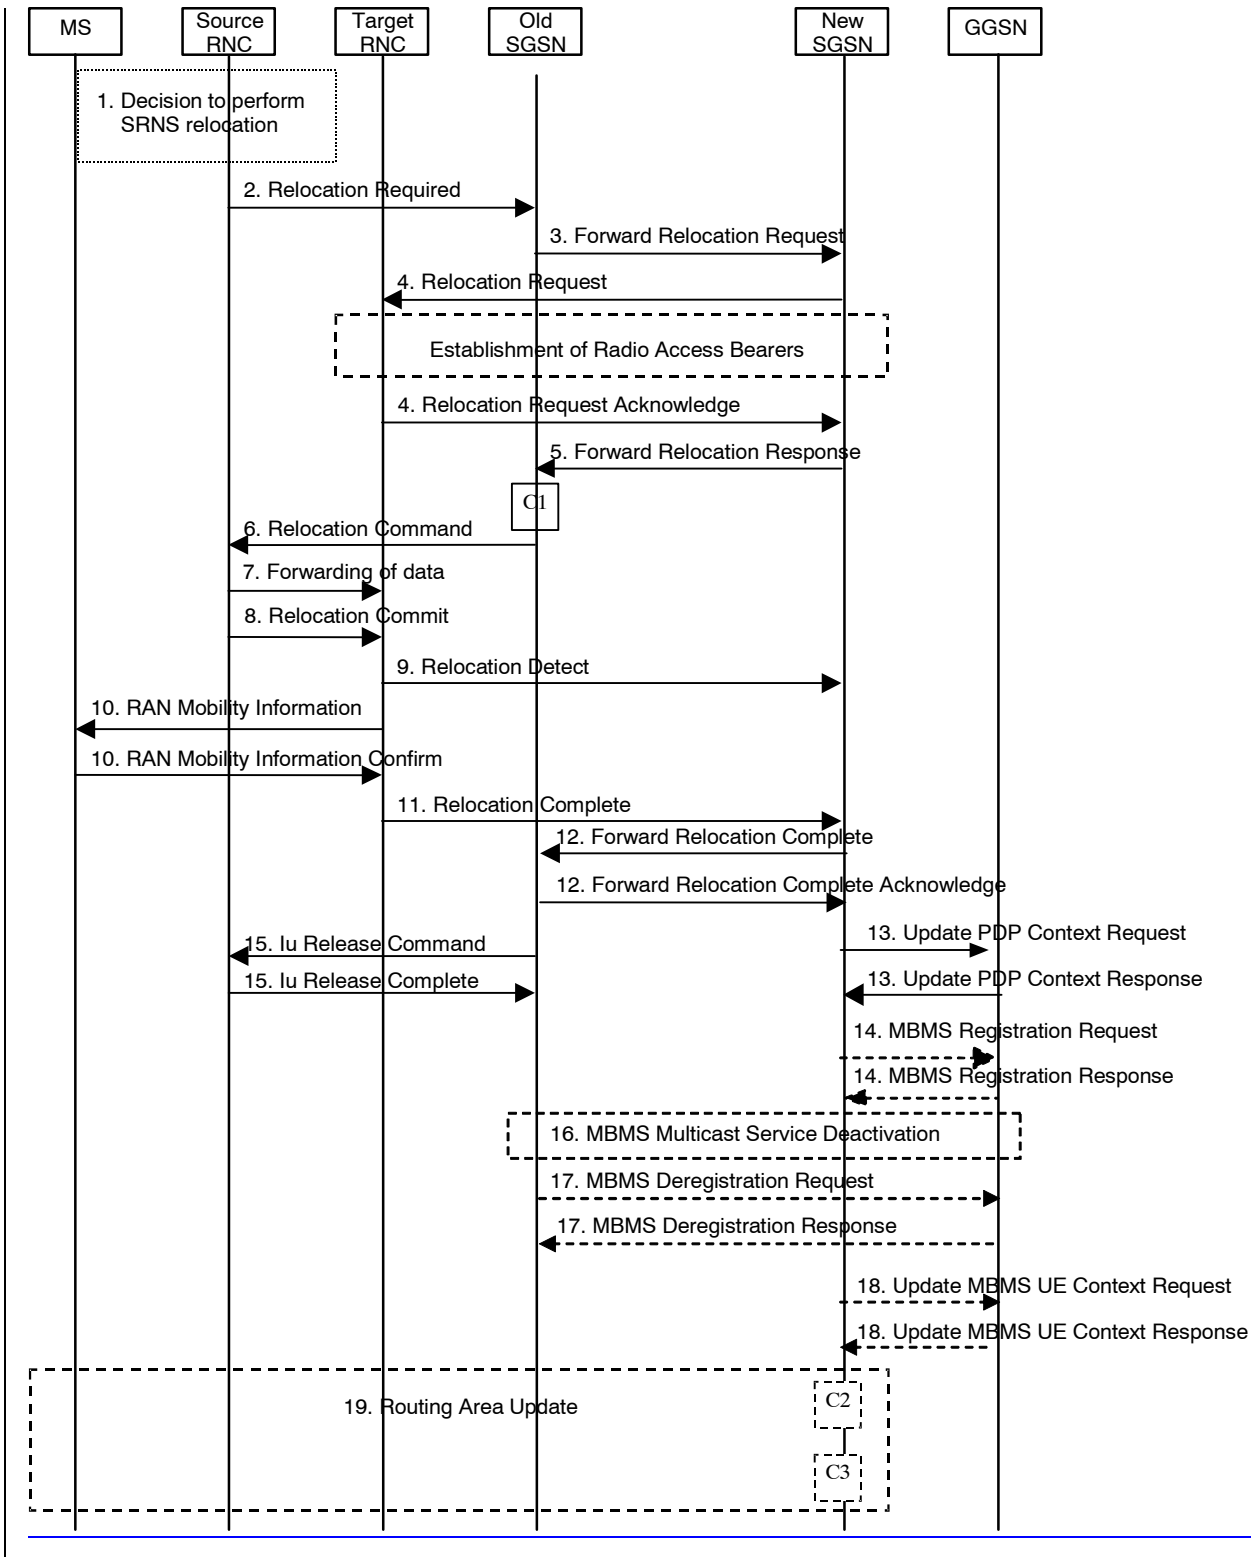 MS
Source
RNC
Target
RNC
Old
SGSN
New
SGSN
GGSN
1. Decision to perform
SRNS relocation
2. Relocation Required
3. Forward Relocation Request
4. Relocation Request
Establishment of Radio Access Bearers
4. Relocation Request Acknowledge
5. Forward Relocation Response
C1
6. Relocation Command
7. Forwarding of data
8. Relocation Commit
9. Relocation Detect
10. RAN Mobility Information
10. RAN Mobility Information Confirm
11. Relocation Complete
12. Forward Relocation Complete
12. Forward Relocation Complete Acknowledge
13. Update PDP Context Request
15. Iu Release Command
13. Update PDP Context Response
15. Iu Release Complete
14. MBMS Registration Request
14. MBMS Registration Response
16. MBMS Multicast Service Deactivation
17. MBMS Deregistration Request
17. MBMS Deregistration Response
18. Update MBMS UE Context Request
18. Update MBMS UE Context Response
19. Routing Area Update
C2
C3